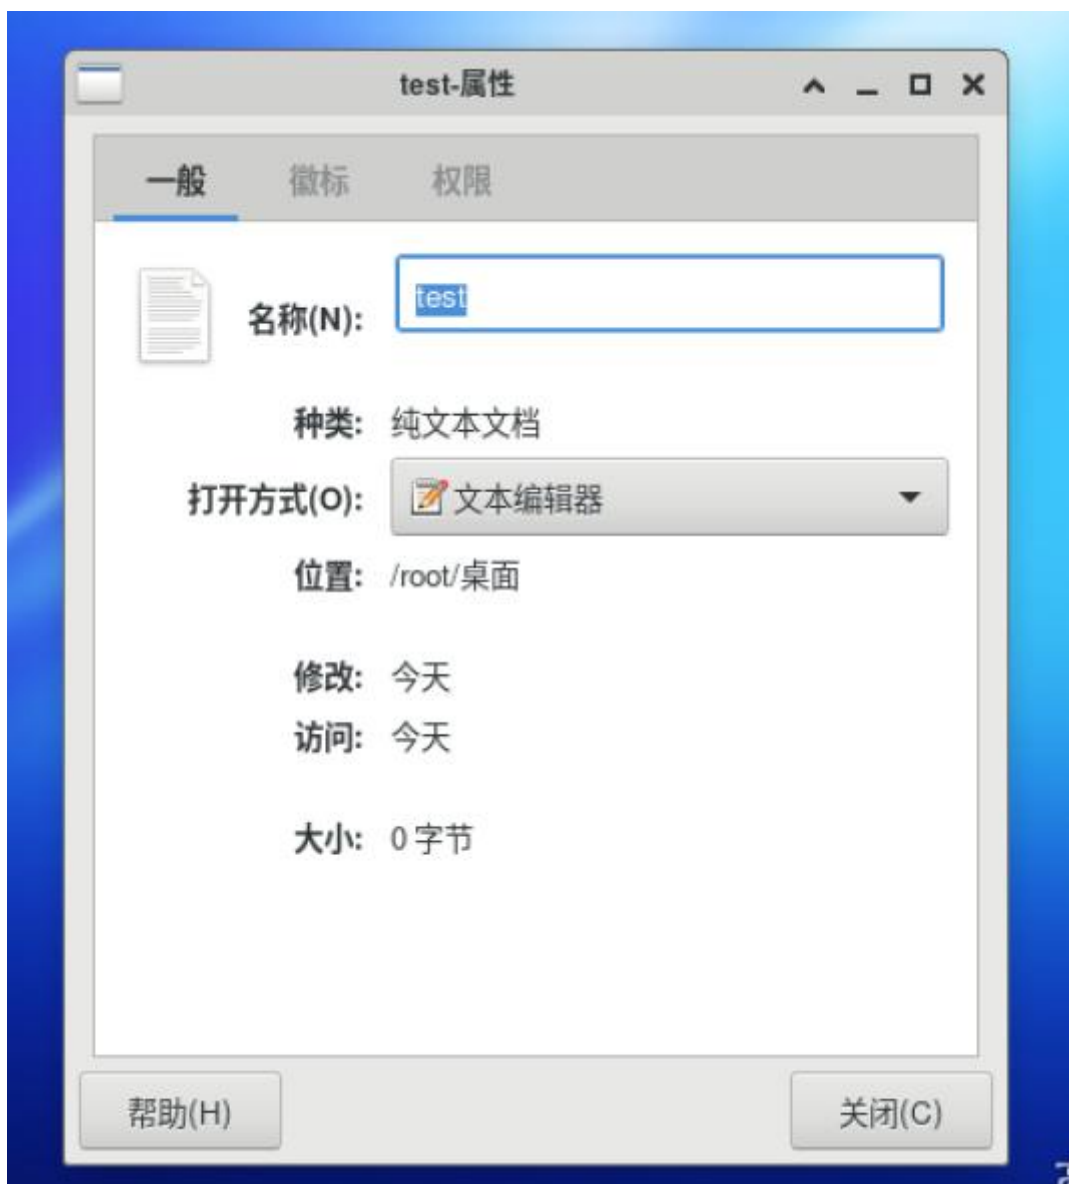 test-属性
一般 徽标 权限
名称(N): test
种类: 纯文本文档
打开方式(O): 文本编辑器
位置: /root/桌面
修改: 今天
访问: 今天
大小: 0 字节
帮助(H) 关闭(C)